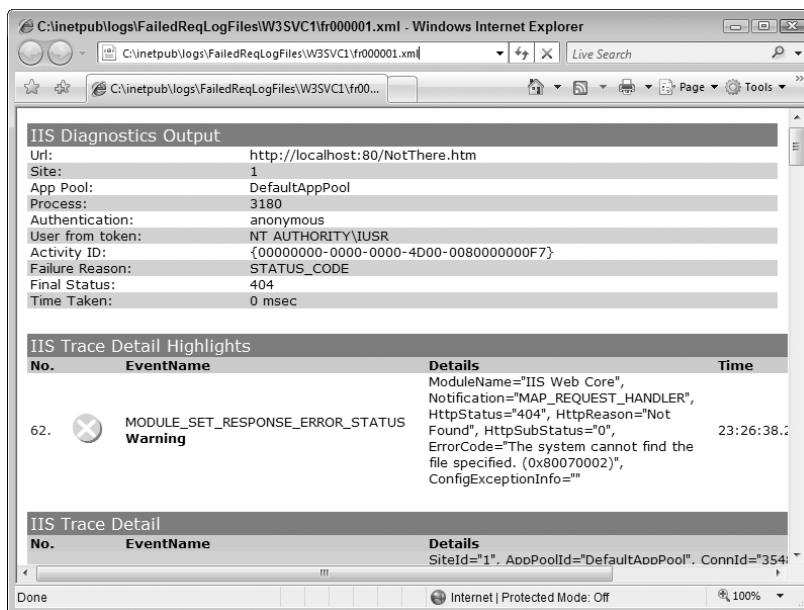 C:\inetpub\logs\FailedReqLogFiles\W3SVC1\fr000001.xml - Windows Internet Explorer
C:\inetpub\logs\FailedReqLogFiles\W3SVC1\fr000001.xml
Live Search
C:\inetpub\logs\FailedReqLogFiles\W3SVC1\fr00...
Page
Tools
IIS Diagnostics Output
Url: http://localhost:80/NotThere.htm
Site: 1
App Pool: DefaultAppPool
Process: 3180
Authentication: anonymous
User from token: NT AUTHORITY\IUSR
Activity ID: {00000000-0000-0000-4D00-0080000000F7}
Failure Reason: STATUS_CODE
Final Status: 404
Time Taken: 0 msec
IIS Trace Detail Highlights
No. EventName Details Time
62. MODULE_SET_RESPONSE_ERROR_STATUS
Warning
ModuleName="IIS Web Core",
Notification="MAP_REQUEST_HANDLER",
HttpStatus="404", HttpReason="Not
Found", HttpSubStatus="0",
ErrorCode="The system cannot find the
file specified. (0x80070002)",
ConfigExceptionInfo=""
23:26:38.2
IIS Trace Detail
No. EventName Details
SiteId="1", AppPoolId="DefaultAppPool", ConnId="354
Done
Internet | Protected Mode: Off
100%